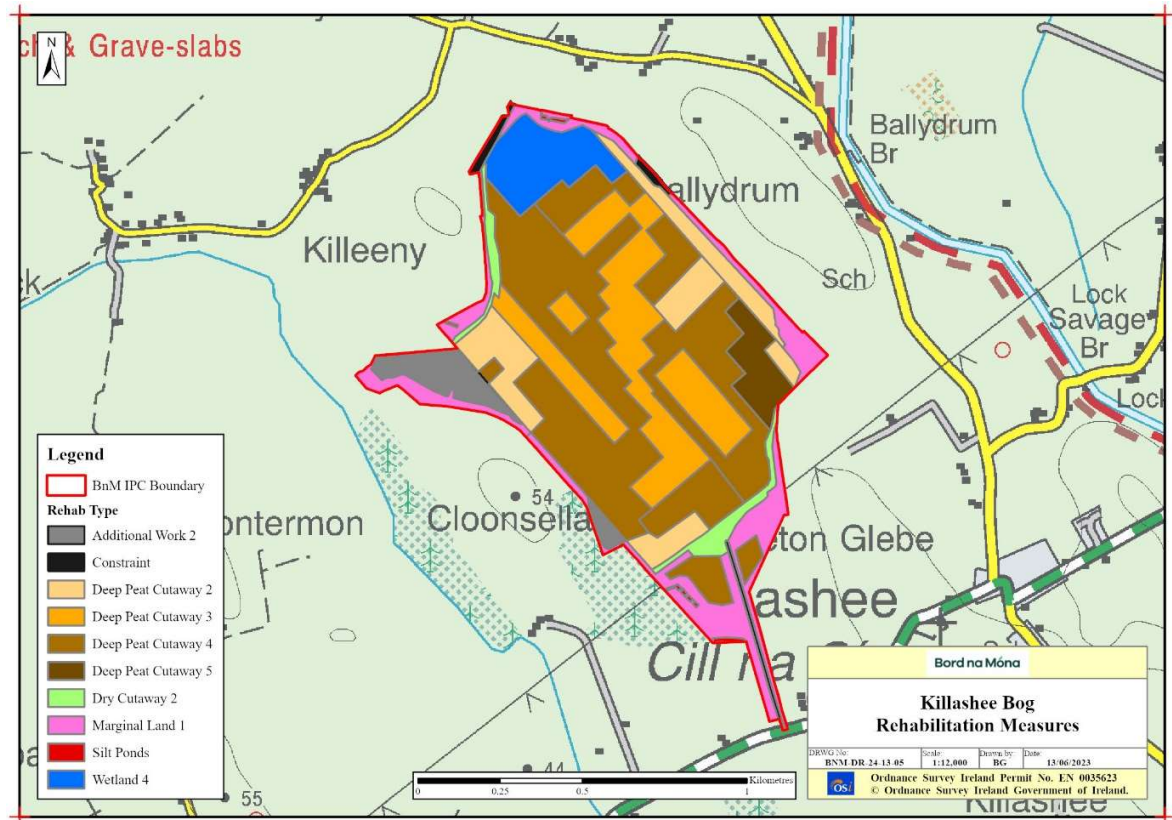 & Grave-slabs
N
Ballydrum
Br
allydrum
Killeeny
Sch
Lock
Savage
Br
Loc
54
ontermon
Cloonsella
eton Glebe
ashee
Cill na
44
55
Killashee
Legend
BnM IPC Boundary
Rehab Type
Additional Work 2
Constraint
Deep Peat Cutaway 2
Deep Peat Cutaway 3
Deep Peat Cutaway 4
Deep Peat Cutaway 5
Dry Cutaway 2
Marginal Land 1
Silt Ponds
Wetland 4
Kilometres
0 0.25 0.5 1
Bord na Móna
Killashee Bog
Rehabilitation Measures
DRWG No: Scale: Drawn by: Date:
BNM-DR-24-13-05 1:12,000 BG 13/06/2023
OSi
Ordnance Survey Ireland Permit No. EN 0035623
© Ordnance Survey Ireland Government of Ireland.